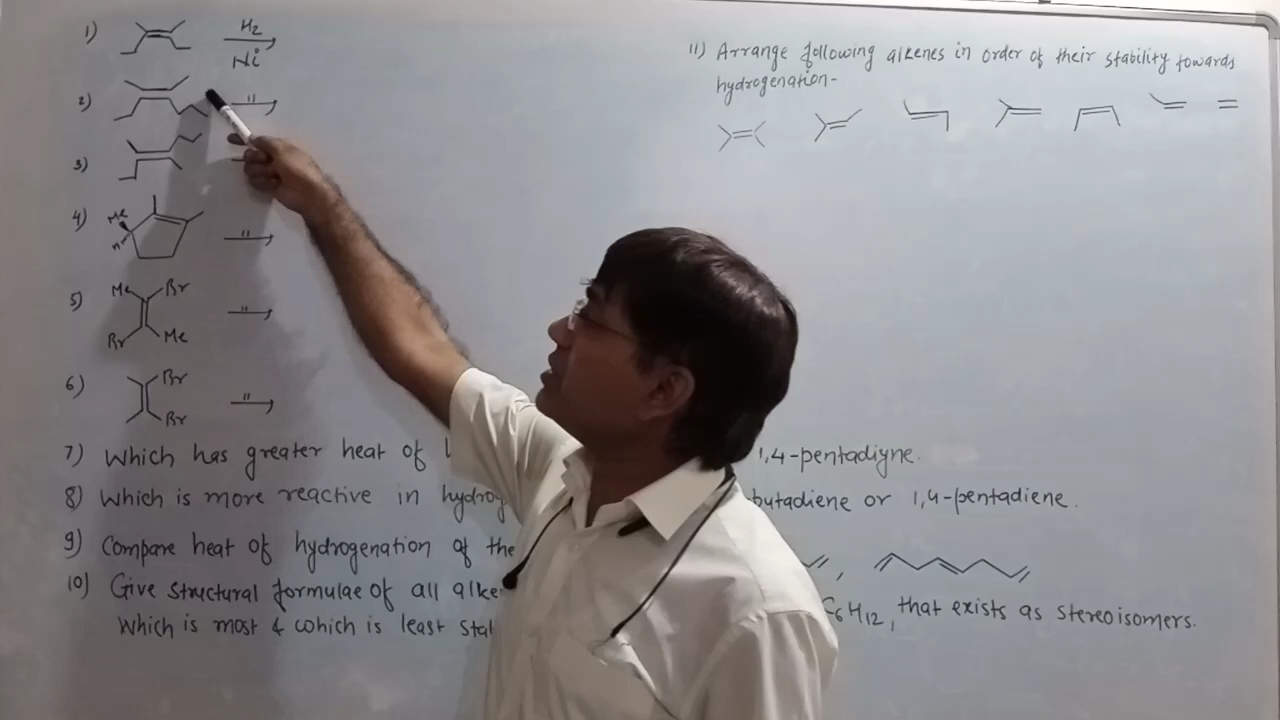 1) H2
Ni
2) "
3)
4) Me "
5) Me Br "
Br Me
6) Br "
Br
7) Which has greater heat of 1,4-pentadiyne.
8) Which is more reactive in hydrog butadiene or 1,4-pentadiene.
9) Compare heat of hydrogenation of the ,
10) Give structural formulae of all alke C6H12, that exists as stereoisomers.
Which is most & which is least stab
11) Arrange following alkenes in order of their stability towards
hydrogenation-